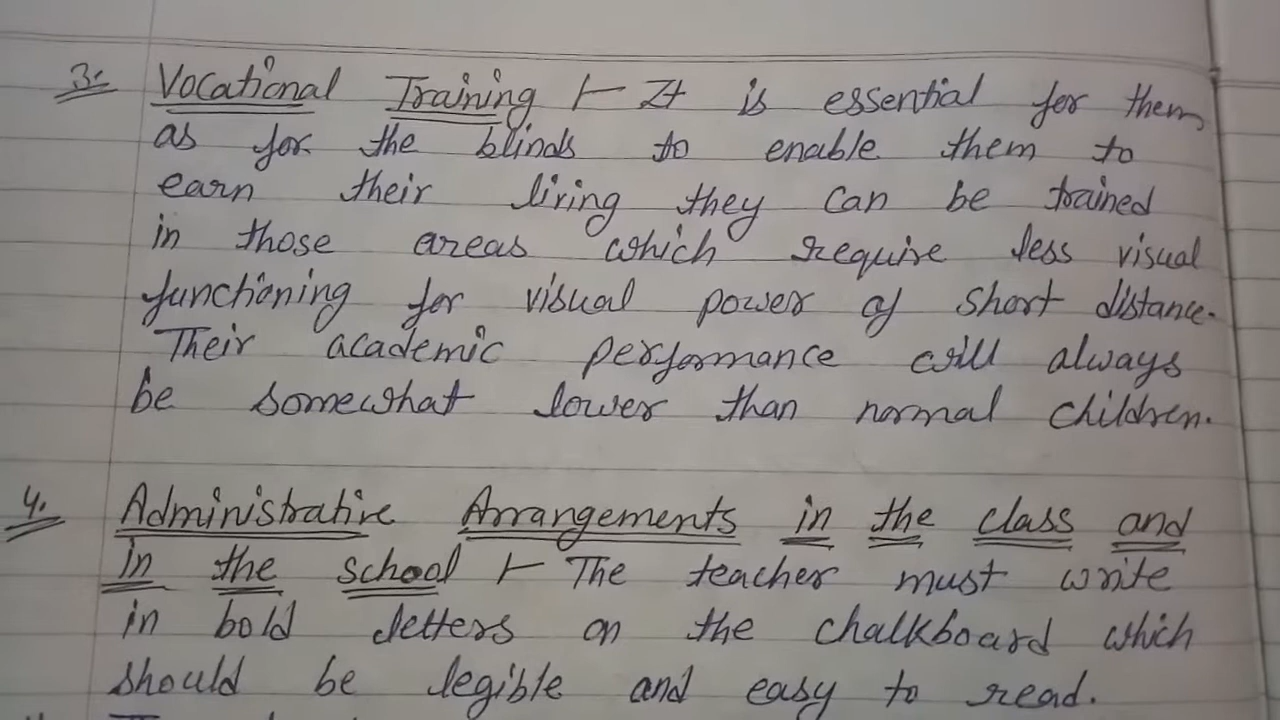 3. Vocational Training :- It is essential for them
as for the blinds to enable them to
earn their living they can be trained
in those areas which require less visual
functioning for visual power of short distance.
Their academic performance will always
be somewhat lower than normal children.
4. Administrative Arrangements in the class and
in the school :- The teacher must write
in bold letters on the chalkboard which
should be legible and easy to read.